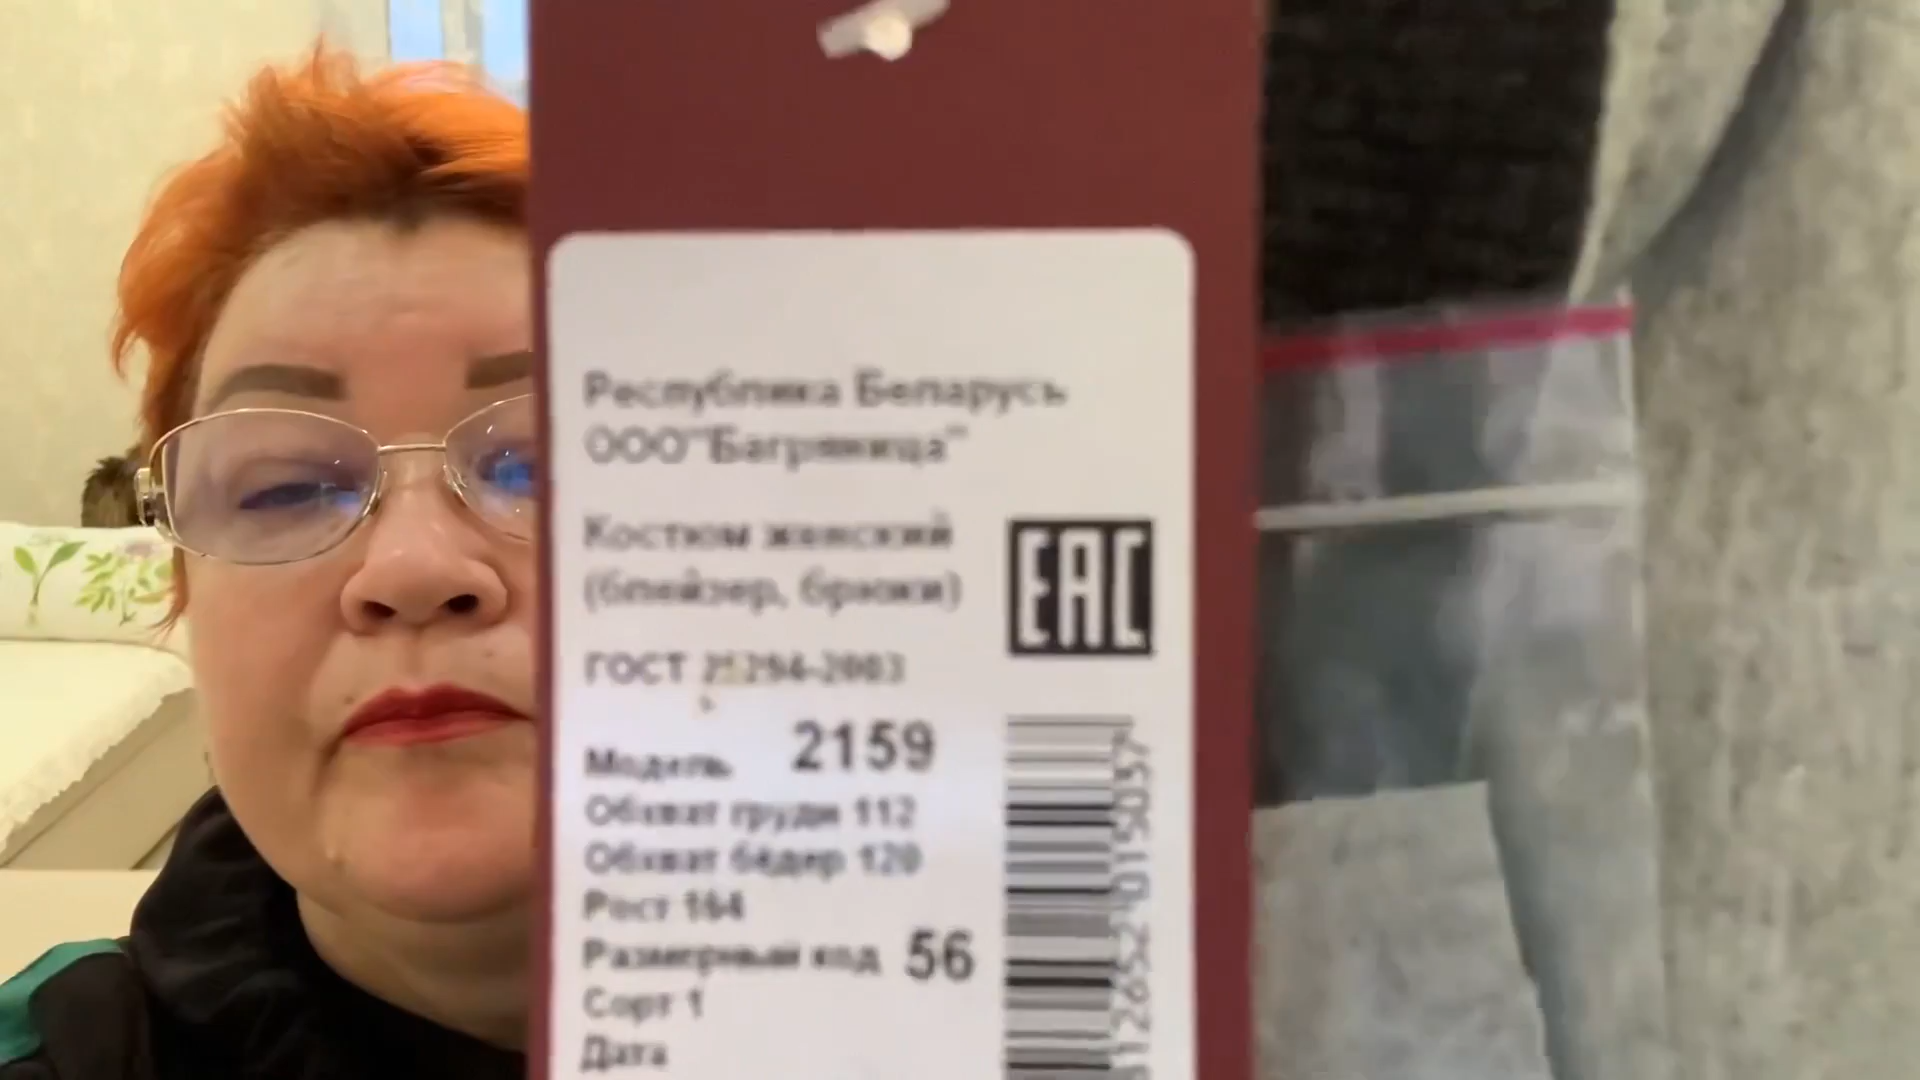 Республика Беларусь
ООО"Багряница"
Костюм женский
(блейзер, брюки)
EAC
ГОСТ 25294-2003
Модель 2159
Обхват груди 112
Обхват бедер 120
Рост 164
Размерный код 56
Сорт 1
Дата